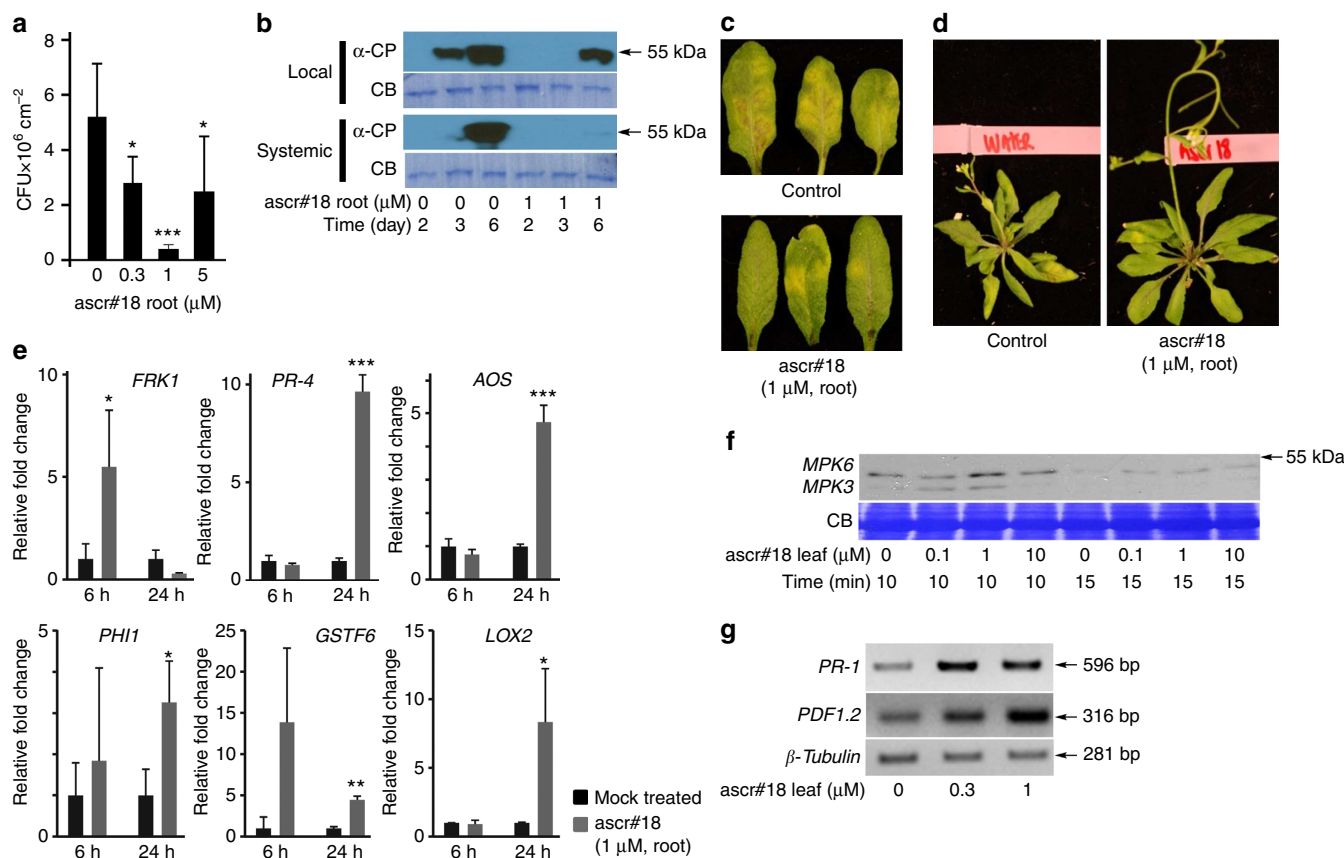 a
8
6
4
2
0
CFU×10⁶ cm⁻²
0 0.3 1 5
* *** *
ascr#18 root (μM)
b
Local
α-CP
55 kDa
CB
Systemic
α-CP
55 kDa
CB
ascr#18 root (μM) 0 0 0 1 1 1
Time (day) 2 3 6 2 3 6
c
Control
ascr#18
(1 μM, root)
d
WATER
Control
ascr#18
(1 μM, root)
e
Relative fold change
10
5
0
FRK1
*
6 h 24 h
Relative fold change
10
5
0
PR-4
***
6 h 24 h
Relative fold change
5
0
AOS
***
6 h 24 h
Relative fold change
5
0
PHI1
*
6 h 24 h
Relative fold change
25
20
15
10
5
0
GSTF6
**
6 h 24 h
Relative fold change
15
10
5
0
LOX2
*
6 h 24 h
Mock treated
ascr#18
(1 μM, root)
f
MPK6
MPK3
55 kDa
CB
ascr#18 leaf (μM) 0 0.1 1 10 0 0.1 1 10
Time (min) 10 10 10 10 15 15 15 15
g
PR-1
596 bp
PDF1.2
316 bp
β-Tubulin
281 bp
ascr#18 leaf (μM) 0 0.3 1